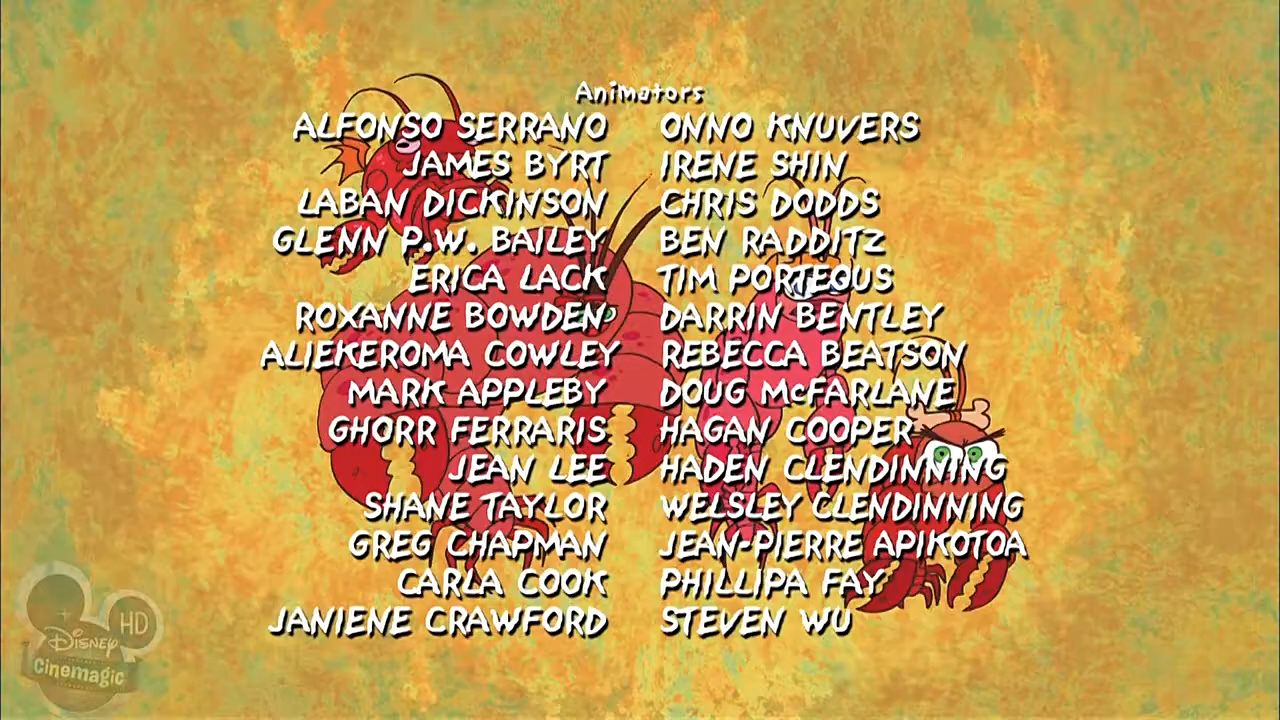 Animators
ALFONSO SERRANO ONNO KNUVERS
JAMES BYRT IRENE SHIN
LABAN DICKINSON CHRIS DODDS
GLENN P.W. BAILEY BEN RADDITZ
ERICA LACK TIM PORTEOUS
ROXANNE BOWDEN DARRIN BENTLEY
ALIEKEROMA COWLEY REBECCA BEATSON
MARK APPLEBY DOUG McFARLANE
GHORR FERRARIS HAGAN COOPER
JEAN LEE HADEN CLENDINNING
SHANE TAYLOR WELSLEY CLENDINNING
GREG CHAPMAN JEAN-PIERRE APIKOTOA
CARLA COOK PHILLIPA FAY
JANIENE CRAWFORD STEVEN WU
HD
DISNEY
Cinemagic